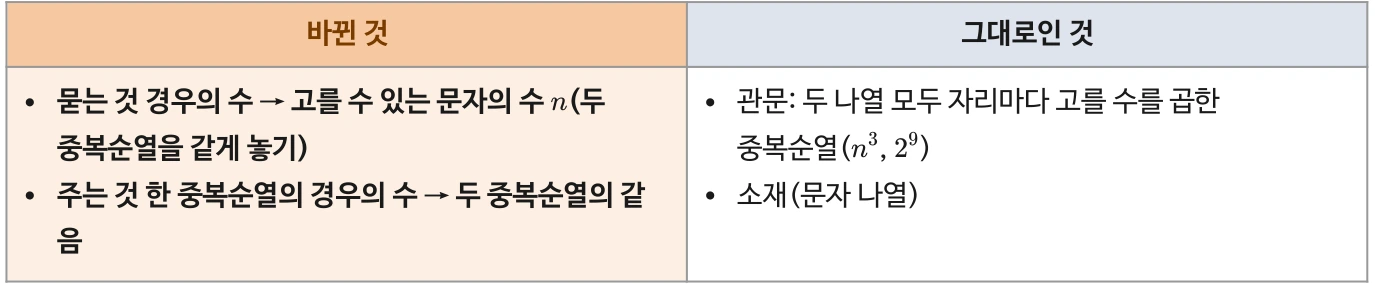 바뀐 것
그대로인 것
• 묻는 것 경우의 수 → 고를 수 있는 문자의 수 n(두
중복순열을 같게 놓기)
• 주는 것 한 중복순열의 경우의 수 → 두 중복순열의 같
음
• 관문: 두 나열 모두 자리마다 고를 수를 곱한
중복순열(n³, 2⁹)
• 소재(문자 나열)